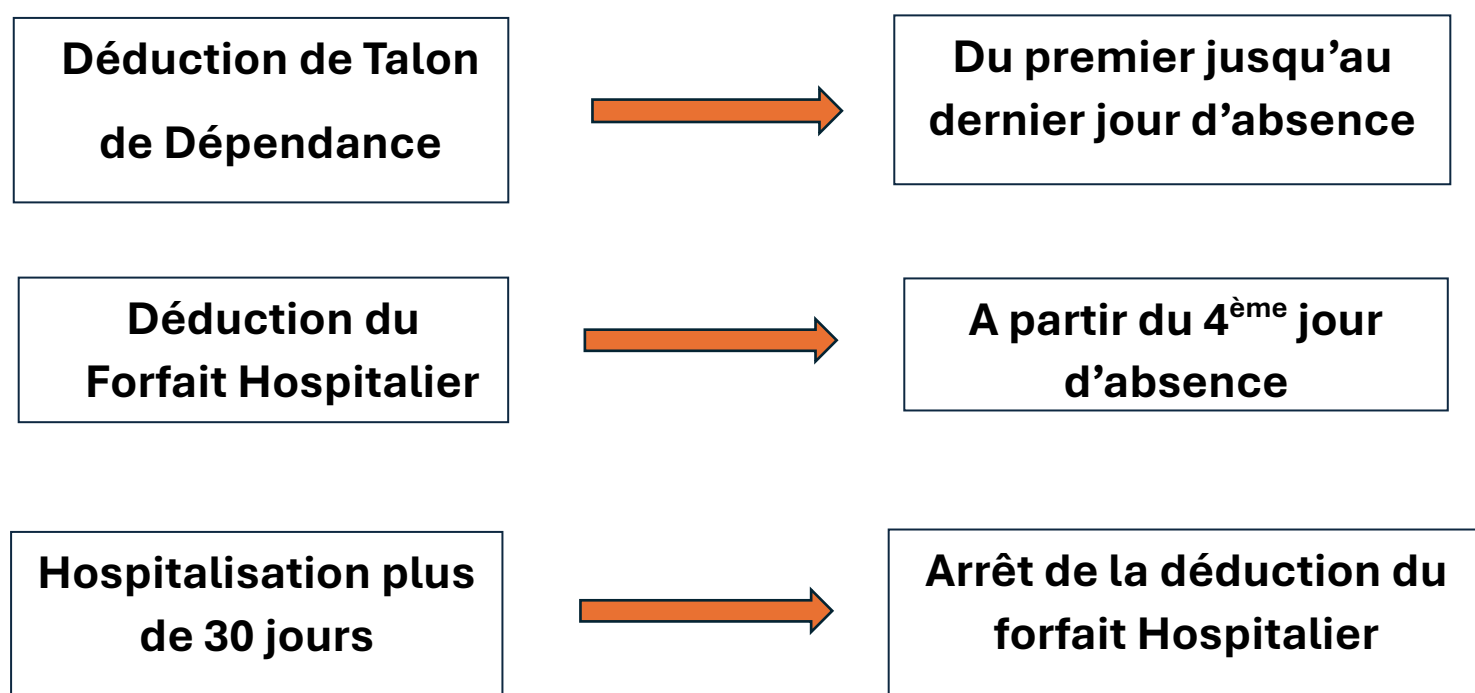 Déduction de Talon
de Dépendance
Du premier jusqu’au
dernier jour d’absence
Déduction du
Forfait Hospitalier
A partir du 4ème jour
d’absence
Hospitalisation plus
de 30 jours
Arrêt de la déduction du
forfait Hospitalier